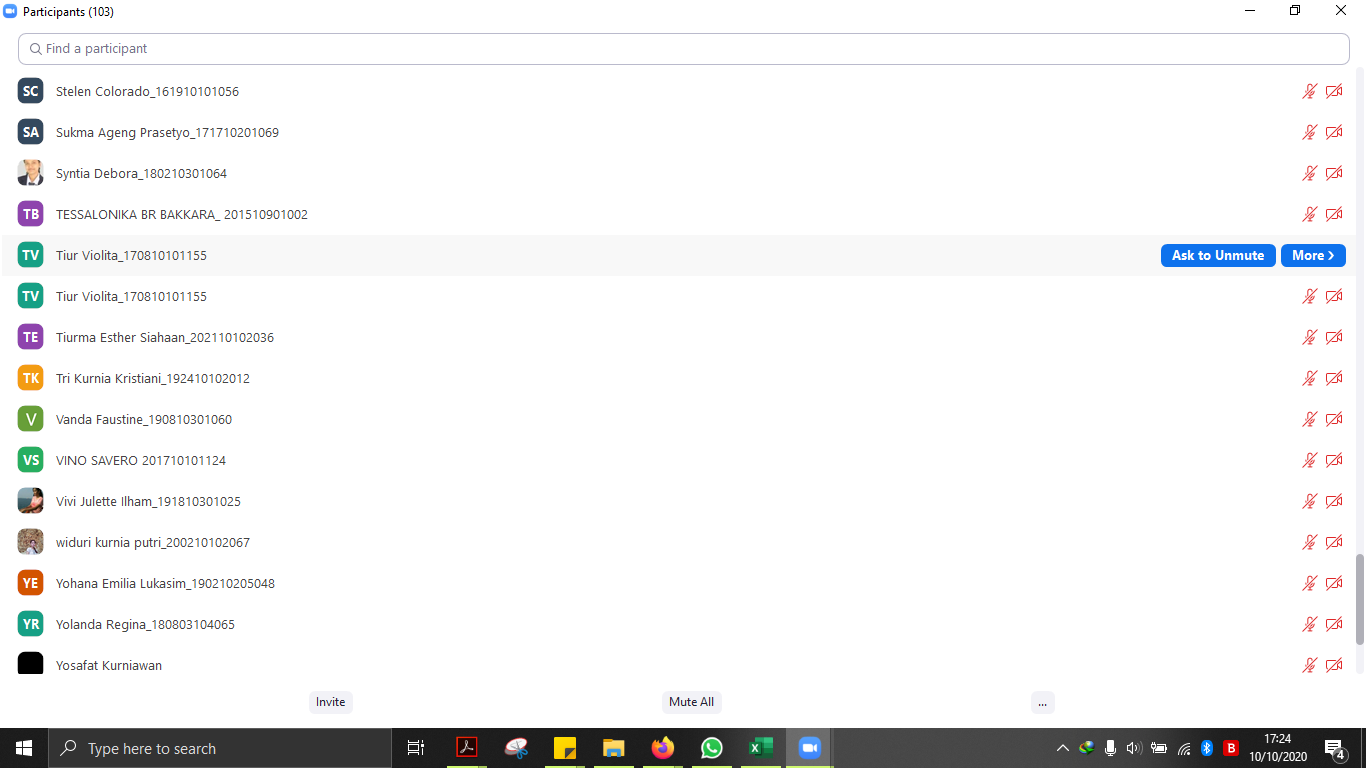 Participants (103)
Find a participant
SC Stelen Colorado_161910101056
SA Sukma Ageng Prasetyo_171710201069
Syntia Debora_180210301064
TB TESSALONIKA BR BAKKARA_ 201510901002
TV Tiur Violita_170810101155 Ask to Unmute More >
TV Tiur Violita_170810101155
TE Tiurma Esther Siahaan_202110102036
TK Tri Kurnia Kristiani_192410102012
V Vanda Faustine_190810301060
VS VINO SAVERO 201710101124
Vivi Julette Ilham_191810301025
widuri kurnia putri_200210102067
YE Yohana Emilia Lukasim_190210205048
YR Yolanda Regina_180803104065
Yosafat Kurniawan
Invite Mute All ...
Type here to search B 17:24
10/10/2020 4